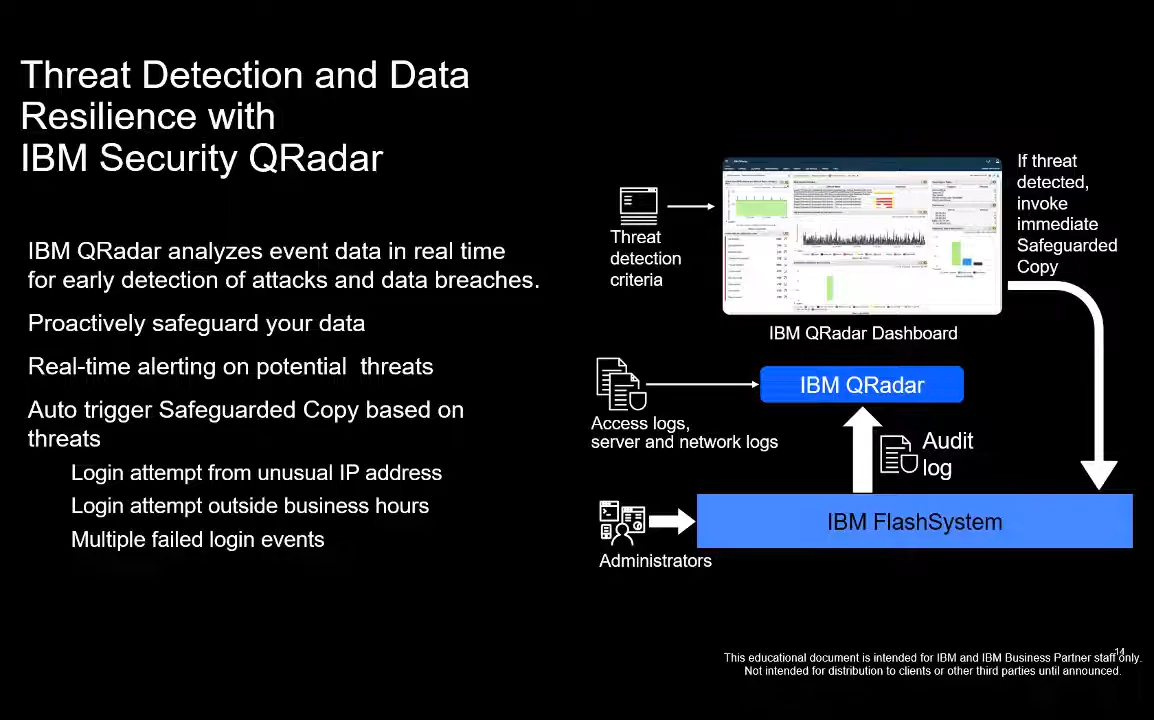 Threat Detection and Data
Resilience with
IBM Security QRadar
IBM QRadar analyzes event data in real time
for early detection of attacks and data breaches.
Proactively safeguard your data
Real-time alerting on potential threats
Auto trigger Safeguarded Copy based on
threats
Login attempt from unusual IP address
Login attempt outside business hours
Multiple failed login events
Threat
detection
criteria
If threat
detected,
invoke
immediate
Safeguarded
Copy
IBM QRadar Dashboard
IBM QRadar
Access logs,
server and network logs
Audit
log
IBM FlashSystem
Administrators
14
This educational document is intended for IBM and IBM Business Partner staff only.
Not intended for distribution to clients or other third parties until announced.